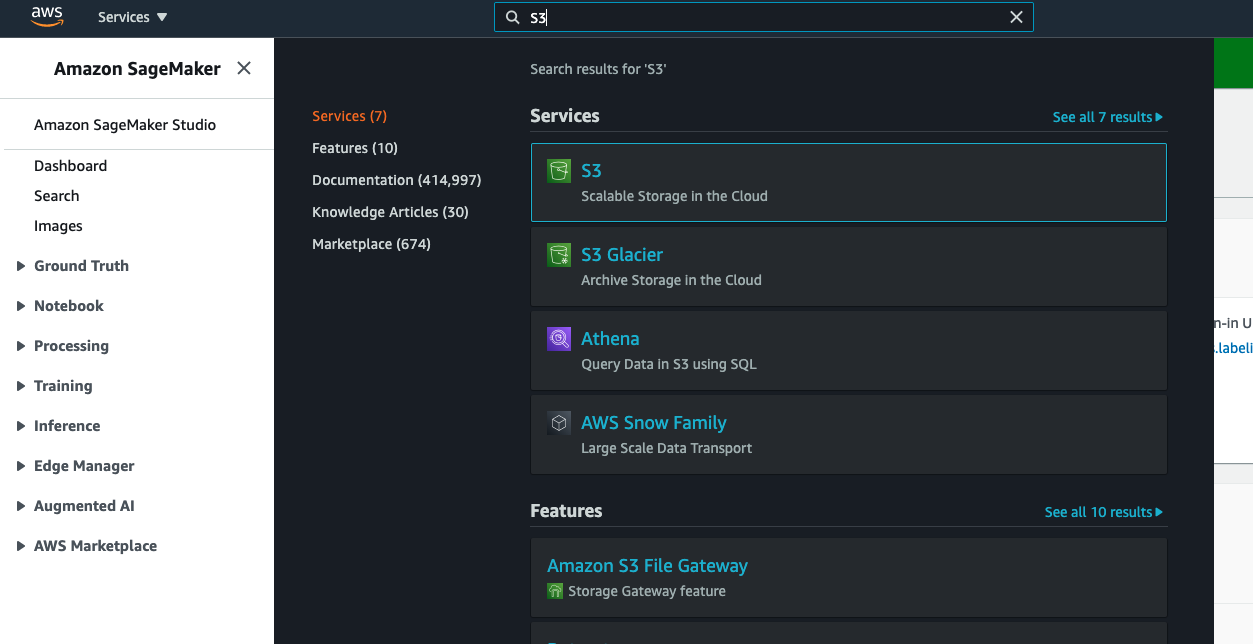 aws
Services
S3
Amazon SageMaker
Amazon SageMaker Studio
Dashboard
Search
Images
Ground Truth
Notebook
Processing
Training
Inference
Edge Manager
Augmented AI
AWS Marketplace
Search results for 'S3'
Services (7)
Features (10)
Documentation (414,997)
Knowledge Articles (30)
Marketplace (674)
Services
See all 7 results
S3
Scalable Storage in the Cloud
S3 Glacier
Archive Storage in the Cloud
Athena
Query Data in S3 using SQL
AWS Snow Family
Large Scale Data Transport
Features
See all 10 results
Amazon S3 File Gateway
Storage Gateway feature
n-in U
.labeli